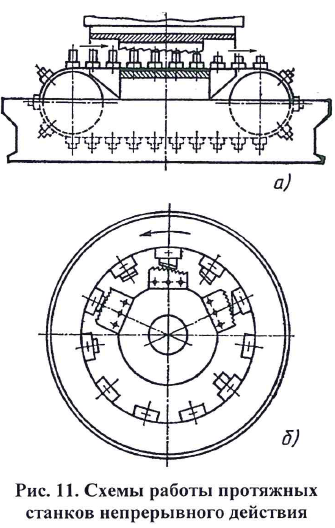 а)
б)
Рис. 11. Схемы работы протяжных
станков непрерывного действия